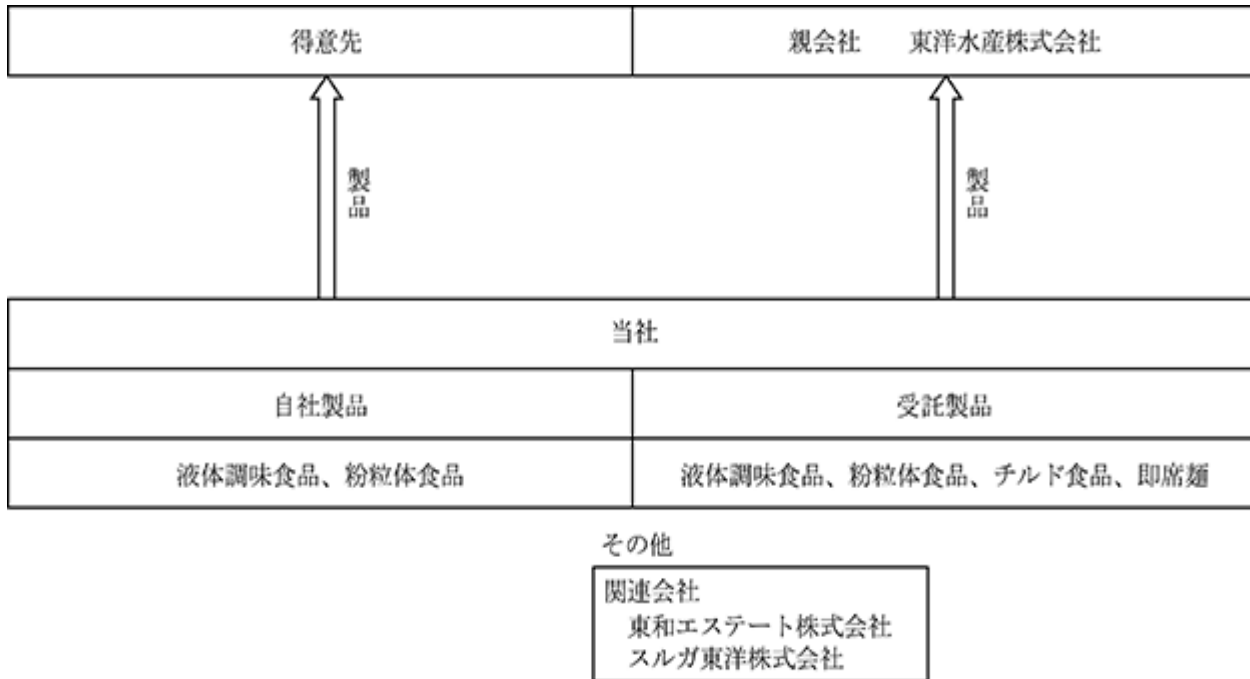 得意先
親会社　　東洋水産株式会社
製品
製品
当社
自社製品
受託製品
液体調味食品、粉粒体食品
液体調味食品、粉粒体食品、チルド食品、即席麺
その他
関連会社
東和エステート株式会社
スルガ東洋株式会社